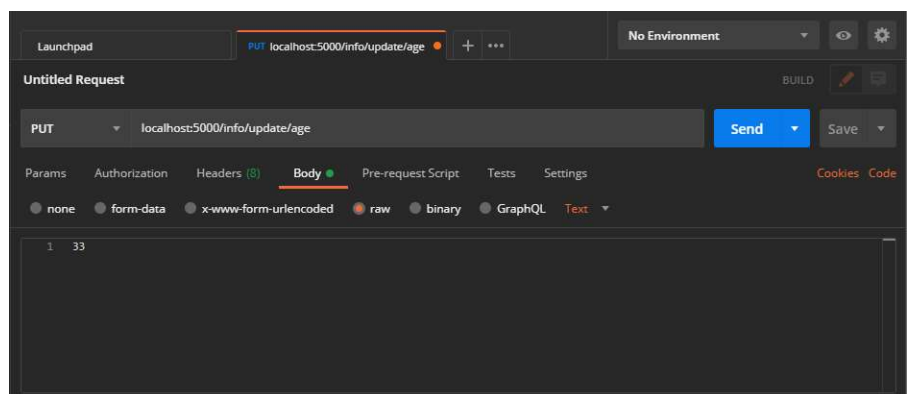 Launchpad
PUT localhost:5000/info/update/age
+ •••
No Environment
Untitled Request
BUILD
PUT
localhost:5000/info/update/age
Send
Save
Params Authorization Headers (8) Body Pre-request Script Tests Settings Cookies Code
none form-data x-www-form-urlencoded raw binary GraphQL Text
1 33